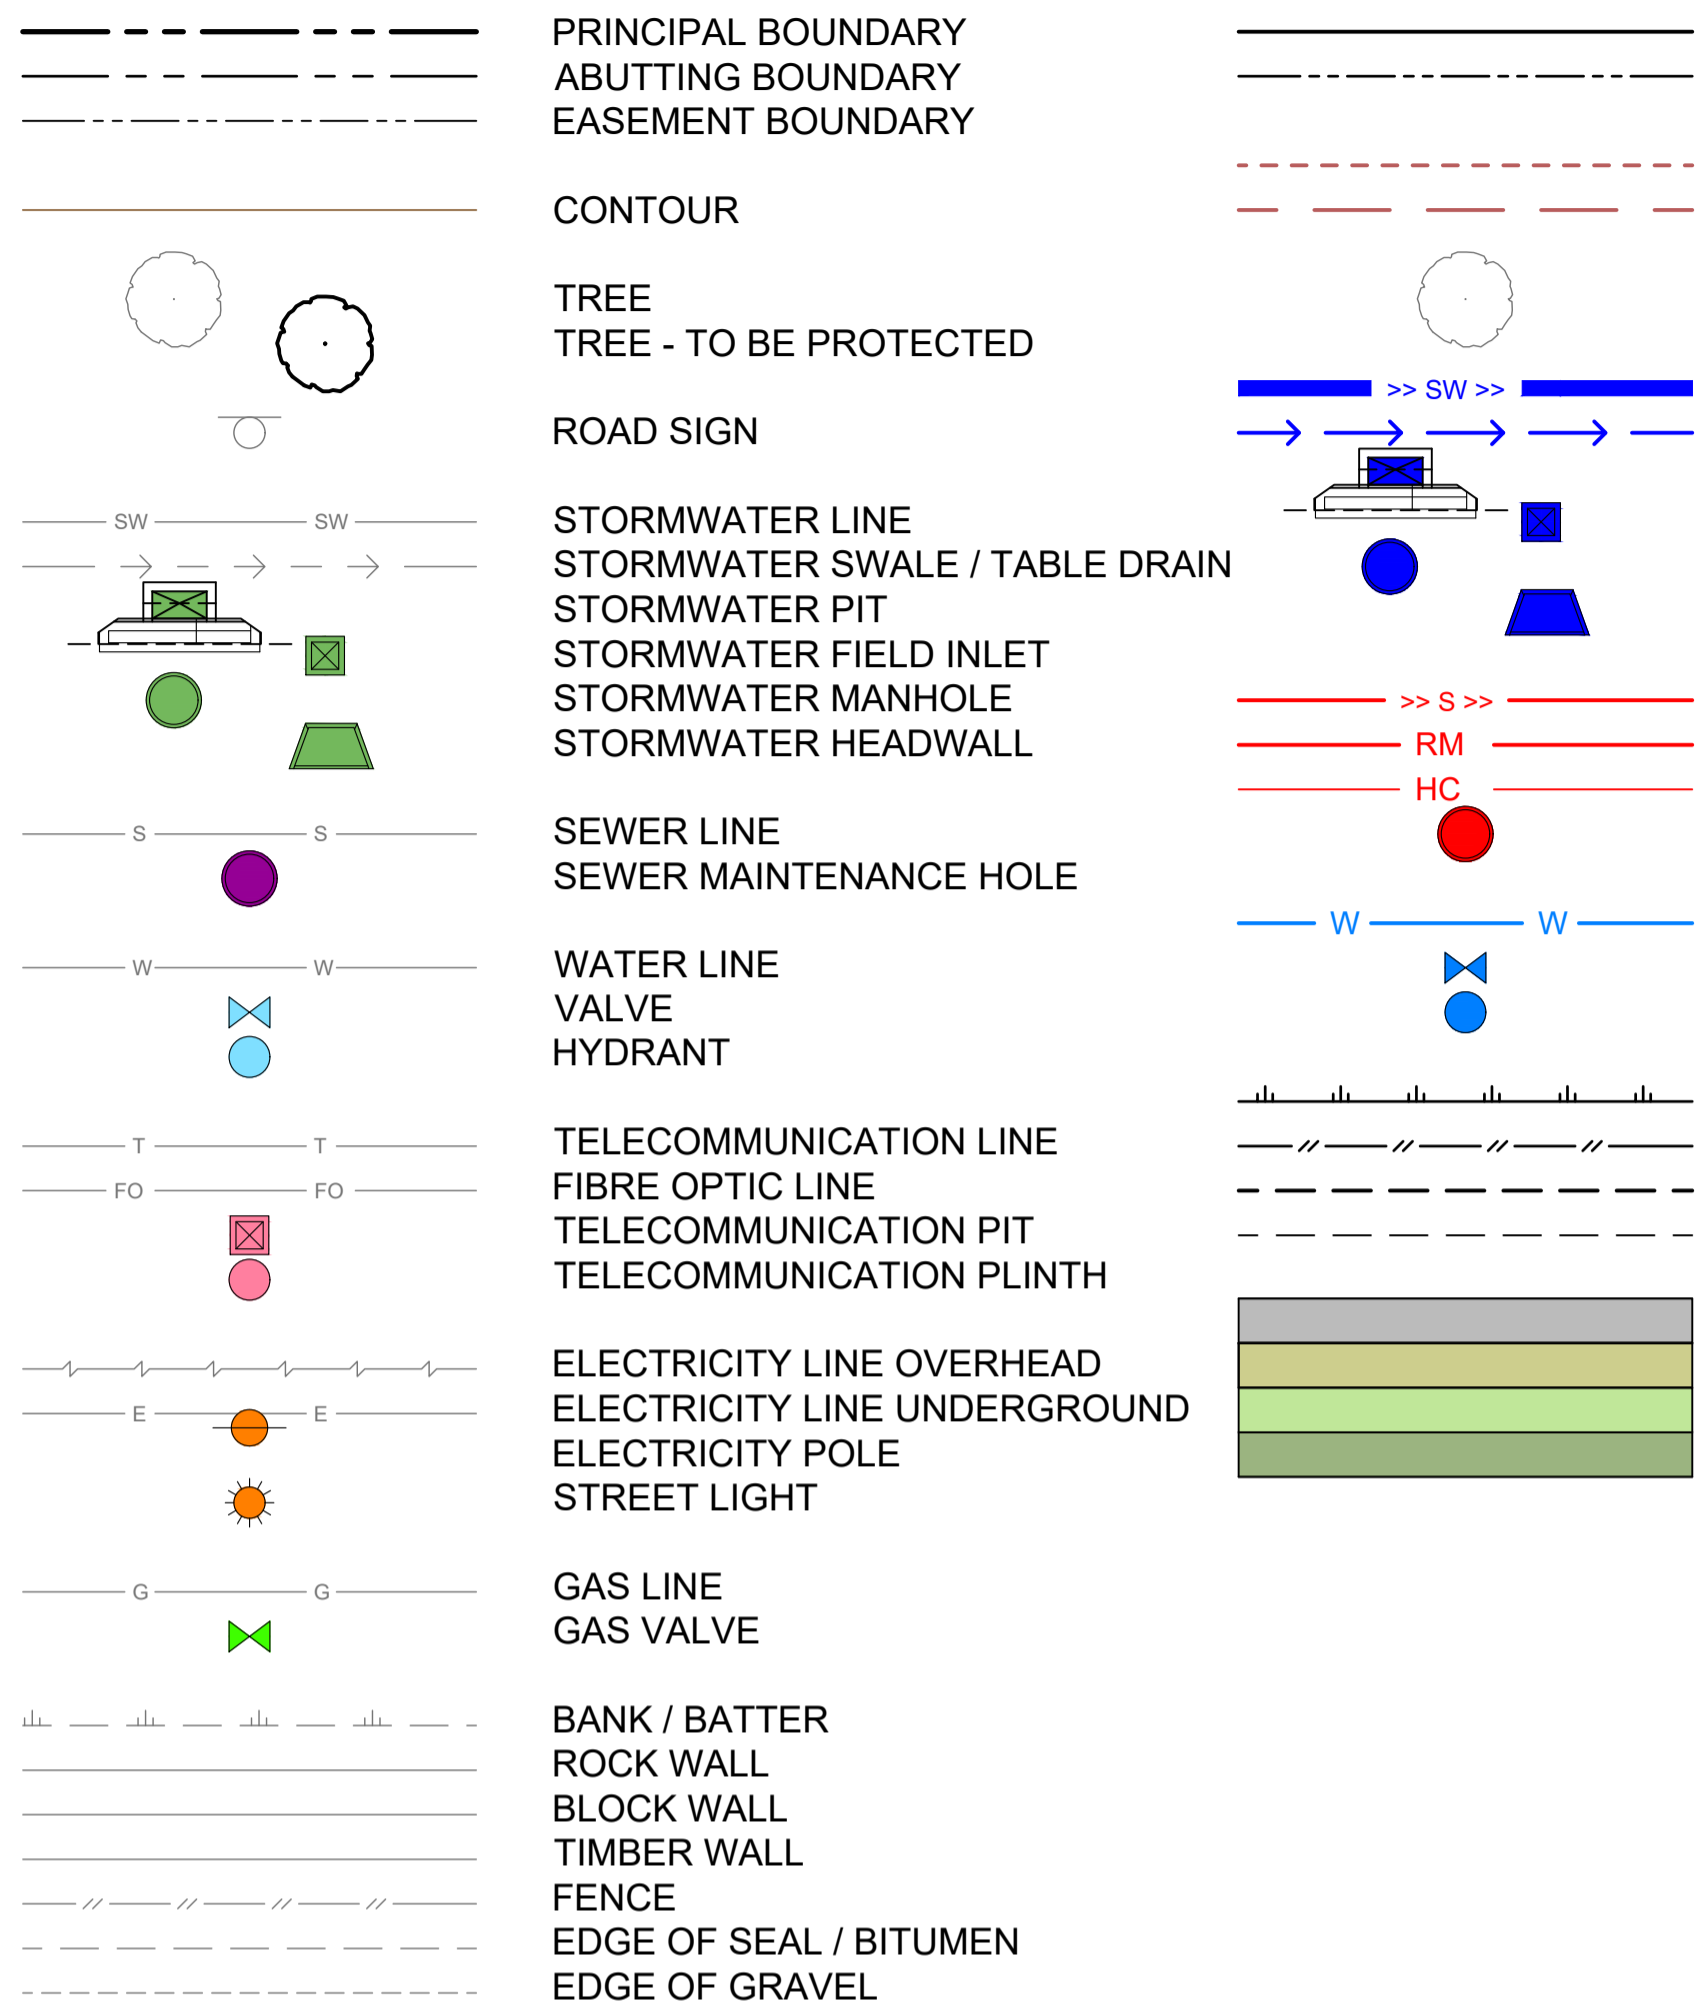 PRINCIPAL BOUNDARY
ABUTTING BOUNDARY
EASEMENT BOUNDARY
CONTOUR
TREE
TREE - TO BE PROTECTED
>> SW >>
ROAD SIGN
SW SW STORMWATER LINE
STORMWATER SWALE / TABLE DRAIN
STORMWATER PIT
STORMWATER FIELD INLET
STORMWATER MANHOLE
>> S >>
STORMWATER HEADWALL
RM
HC
S S SEWER LINE
SEWER MAINTENANCE HOLE
W W
W W WATER LINE
VALVE
HYDRANT
T T TELECOMMUNICATION LINE
FO FO FIBRE OPTIC LINE
TELECOMMUNICATION PIT
TELECOMMUNICATION PLINTH
ELECTRICITY LINE OVERHEAD
E E ELECTRICITY LINE UNDERGROUND
ELECTRICITY POLE
STREET LIGHT
G G GAS LINE
GAS VALVE
BANK / BATTER
ROCK WALL
BLOCK WALL
TIMBER WALL
FENCE
EDGE OF SEAL / BITUMEN
EDGE OF GRAVEL